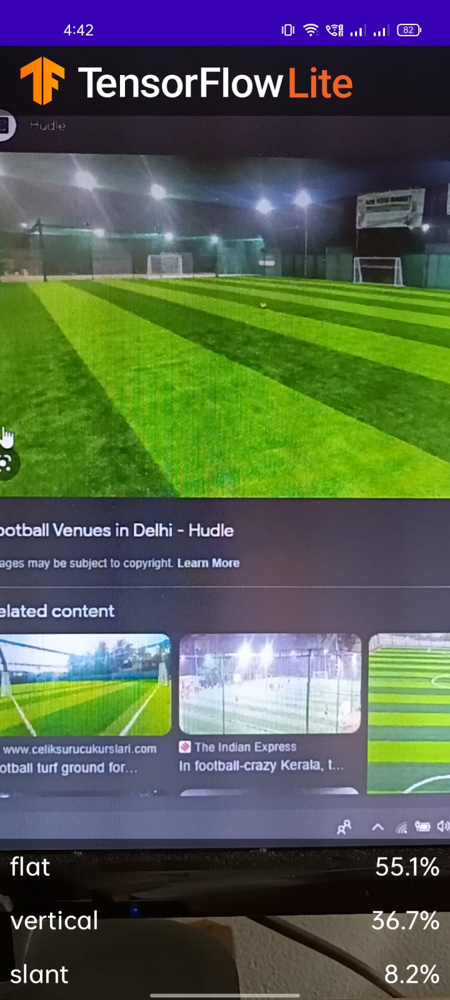 4:42
82
TensorFlow Lite
Hudle
ootball Venues in Delhi - Hudle
ages may be subject to copyright. Learn More
elated content
www.celiksurucukurslari.com
otball turf ground for...
The Indian Express
In football-crazy Kerala, t...
flat 55.1%
vertical 36.7%
slant 8.2%